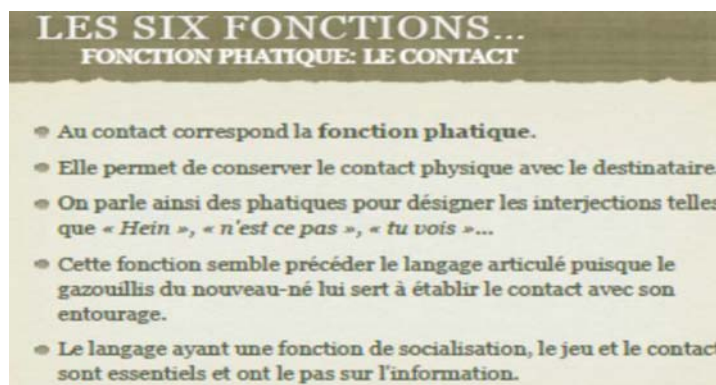 LES SIX FONCTIONS...
FONCTION PHATIQUE: LE CONTACT
Au contact correspond la fonction phatique.
Elle permet de conserver le contact physique avec le destinataire.
On parle ainsi des phatiques pour désigner les interjections telles
que « Hein », « n'est ce pas », « tu vois »...
Cette fonction semble précéder le langage articulé puisque le
gazouillis du nouveau-né lui sert à établir le contact avec son
entourage.
Le langage ayant une fonction de socialisation, le jeu et le contact
sont essentiels et ont le pas sur l'information.